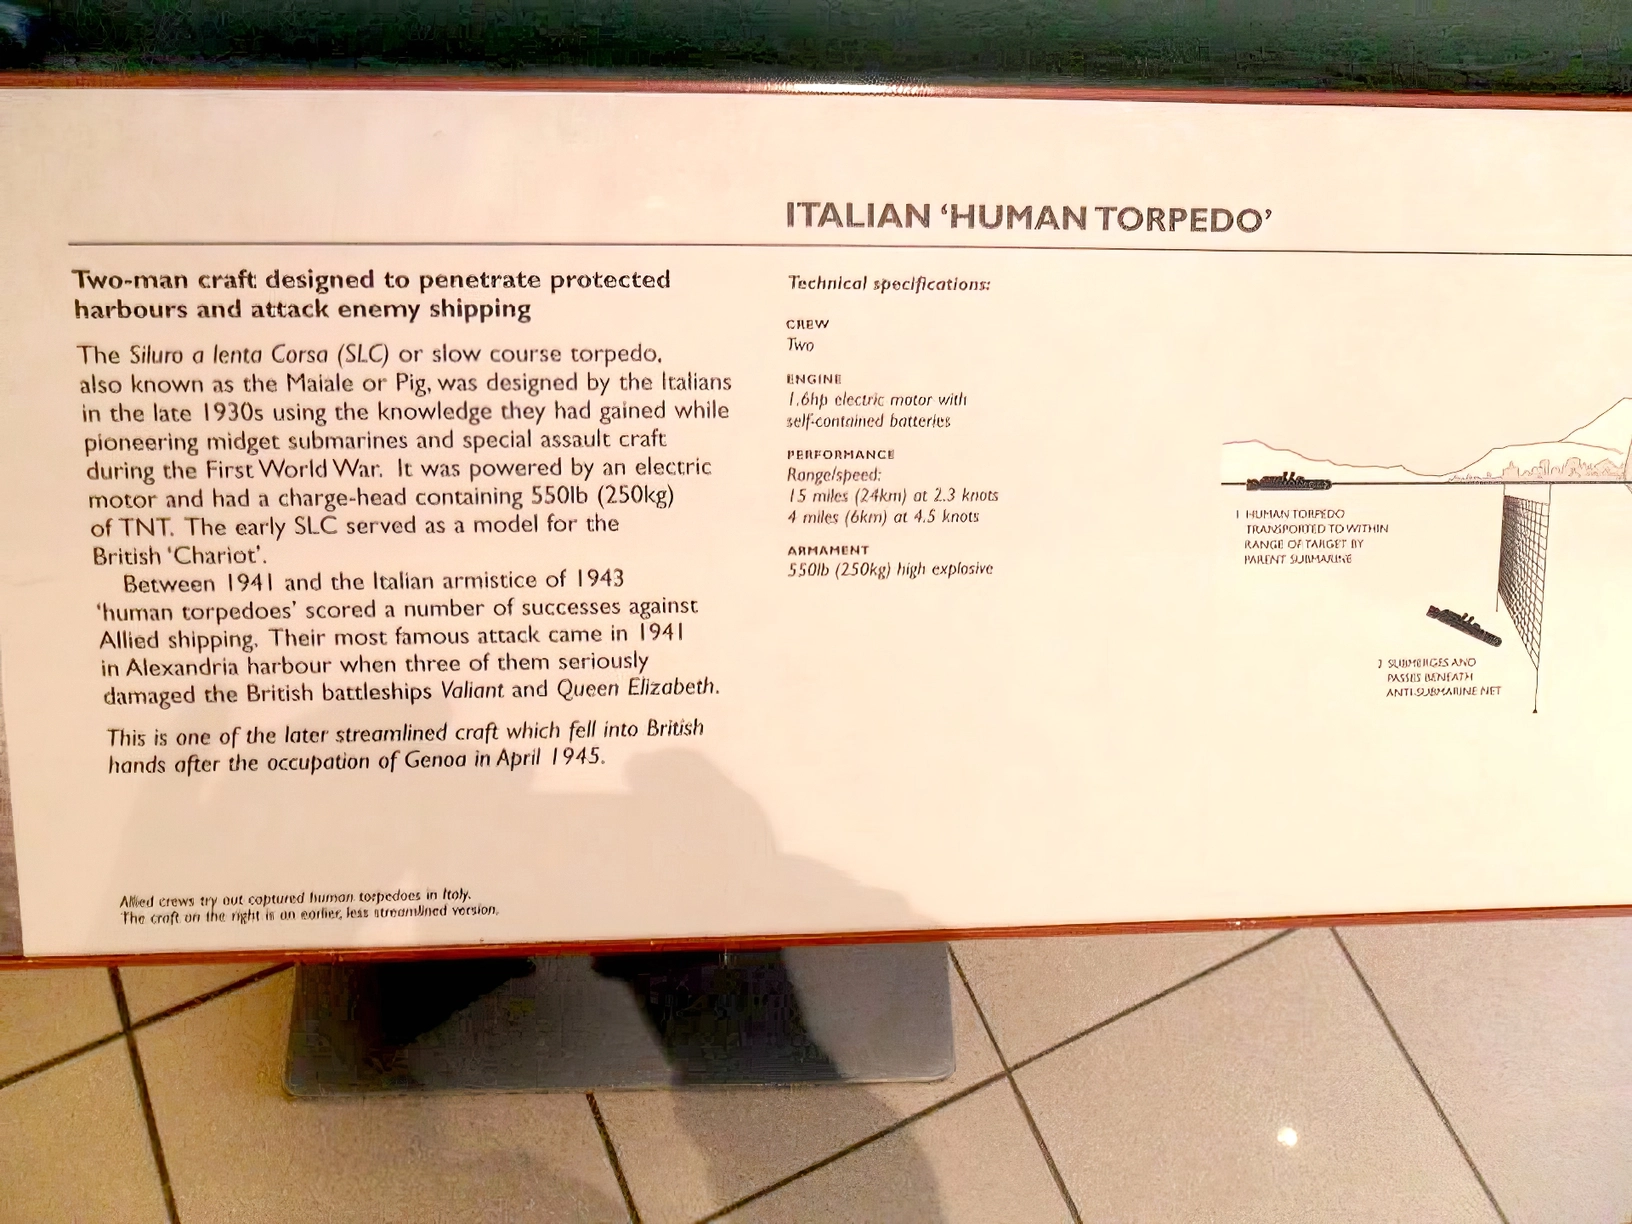 ITALIAN ‘HUMAN TORPEDO’
Two-man craft designed to penetrate protected
harbours and attack enemy shipping
The Siluro a lenta Corsa (SLC) or slow course torpedo,
also known as the Maiale or Pig, was designed by the Italians
in the late 1930s using the knowledge they had gained while
pioneering midget submarines and special assault craft
during the First World War. It was powered by an electric
motor and had a charge-head containing 550lb (250kg)
of TNT. The early SLC served as a model for the
British ‘Chariot’.
Between 1941 and the Italian armistice of 1943
‘human torpedoes’ scored a number of successes against
Allied shipping. Their most famous attack came in 1941
in Alexandria harbour when three of them seriously
damaged the British battleships Valiant and Queen Elizabeth.
This is one of the later streamlined craft which fell into British
hands after the occupation of Genoa in April 1945.
Allied crews try out captured human torpedoes in Italy.
The craft on the right is an earlier, less streamlined version.
Technical specifications:
CREW
Two
ENGINE
1.6hp electric motor with
self-contained batteries
PERFORMANCE
Range/speed:
15 miles (24km) at 2.3 knots
4 miles (6km) at 4.5 knots
ARMAMENT
550lb (250kg) high explosive
1 HUMAN TORPEDO
TRANSPORTED TO WITHIN
RANGE OF TARGET BY
PARENT SUBMARINE
2 SUBMERGES AND
PASSES BENEATH
ANTI-SUBMARINE NET